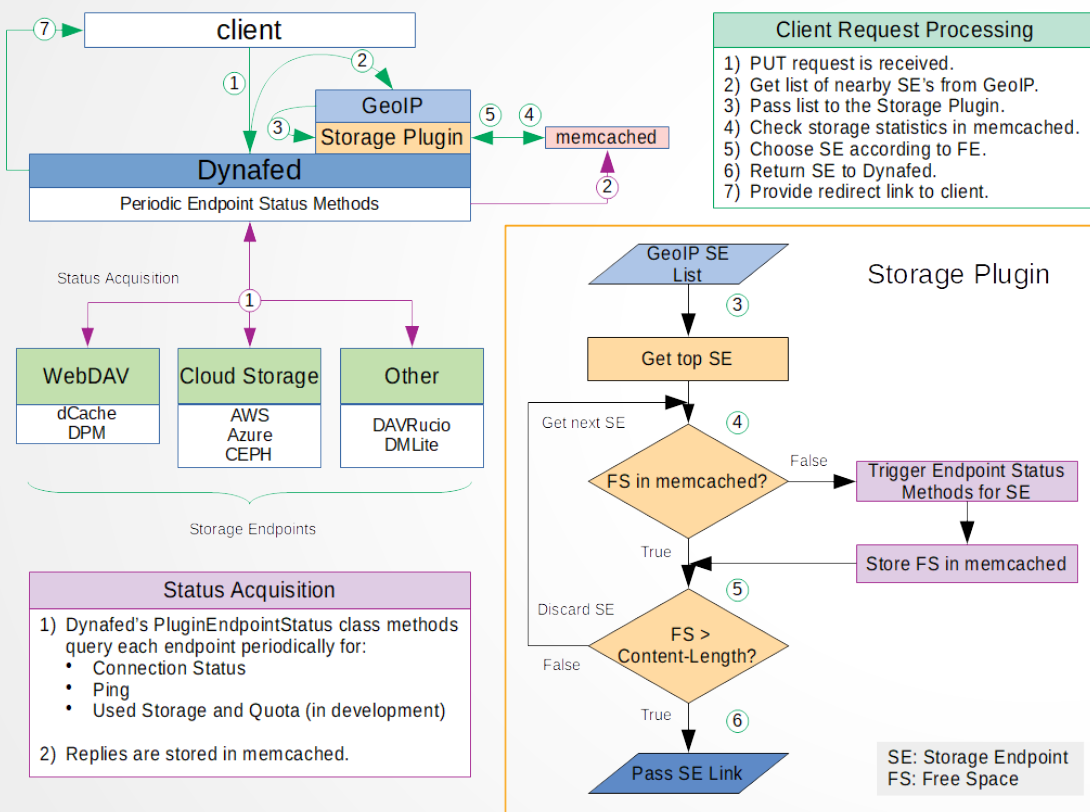 client
7
1
2
GeoIP
3
Storage Plugin
5
4
memcached
2
Dynafed
Periodic Endpoint Status Methods
Status Acquisition
1
WebDAV
dCache
DPM
Cloud Storage
AWS
Azure
CEPH
Other
DAVRucio
DMLite
Storage Endpoints
Client Request Processing
1) PUT request is received.
2) Get list of nearby SE's from GeoIP.
3) Pass list to the Storage Plugin.
4) Check storage statistics in memcached.
5) Choose SE according to FE.
6) Return SE to Dynafed.
7) Provide redirect link to client.
Status Acquisition
1) Dynafed's PluginEndpointStatus class methods
query each endpoint periodically for:
• Connection Status
• Ping
• Used Storage and Quota (in development)
2) Replies are stored in memcached.
Storage Plugin
GeoIP SE
List
3
Get top SE
Get next SE
4
FS in memcached?
False
Trigger Endpoint Status
Methods for SE
True
Store FS in memcached
5
Discard SE
FS >
Content-Length?
False
True
6
Pass SE Link
SE: Storage Endpoint
FS: Free Space